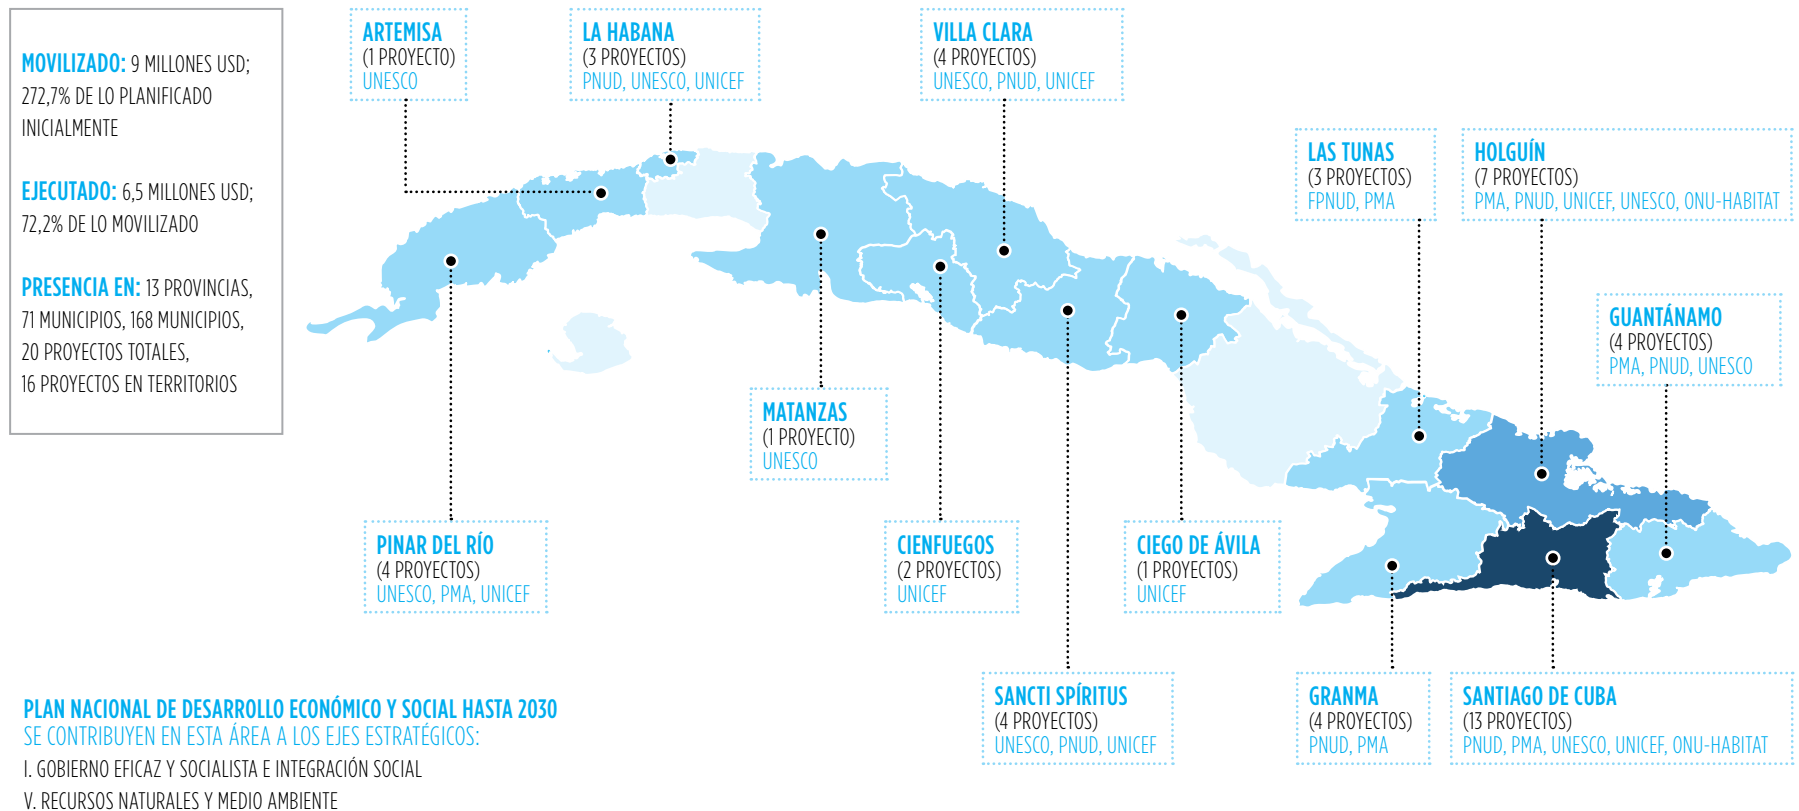 MOVILIZADO: 9 MILLONES USD;
272,7% DE LO PLANIFICADO
INICIALMENTE
EJECUTADO: 6,5 MILLONES USD;
72,2% DE LO MOVILIZADO
PRESENCIA EN: 13 PROVINCIAS,
71 MUNICIPIOS, 168 MUNICIPIOS,
20 PROYECTOS TOTALES,
16 PROYECTOS EN TERRITORIOS
ARTEMISA
(1 PROYECTO)
UNESCO
LA HABANA
(3 PROYECTOS)
PNUD, UNESCO, UNICEF
VILLA CLARA
(4 PROYECTOS)
UNESCO, PNUD, UNICEF
LAS TUNAS
(3 PROYECTOS)
FPNUD, PMA
HOLGUÍN
(7 PROYECTOS)
PMA, PNUD, UNICEF, UNESCO, ONU-HABITAT
GUANTÁNAMO
(4 PROYECTOS)
PMA, PNUD, UNESCO
MATANZAS
(1 PROYECTO)
UNESCO
PINAR DEL RÍO
(4 PROYECTOS)
UNESCO, PMA, UNICEF
CIENFUEGOS
(2 PROYECTOS)
UNICEF
CIEGO DE ÁVILA
(1 PROYECTOS)
UNICEF
SANCTI SPÍRITUS
(4 PROYECTOS)
UNESCO, PNUD, UNICEF
GRANMA
(4 PROYECTOS)
PNUD, PMA
SANTIAGO DE CUBA
(13 PROYECTOS)
PNUD, PMA, UNESCO, UNICEF, ONU-HABITAT
PLAN NACIONAL DE DESARROLLO ECONÓMICO Y SOCIAL HASTA 2030
SE CONTRIBUYEN EN ESTA ÁREA A LOS EJES ESTRATÉGICOS:
I. GOBIERNO EFICAZ Y SOCIALISTA E INTEGRACIÓN SOCIAL
V. RECURSOS NATURALES Y MEDIO AMBIENTE